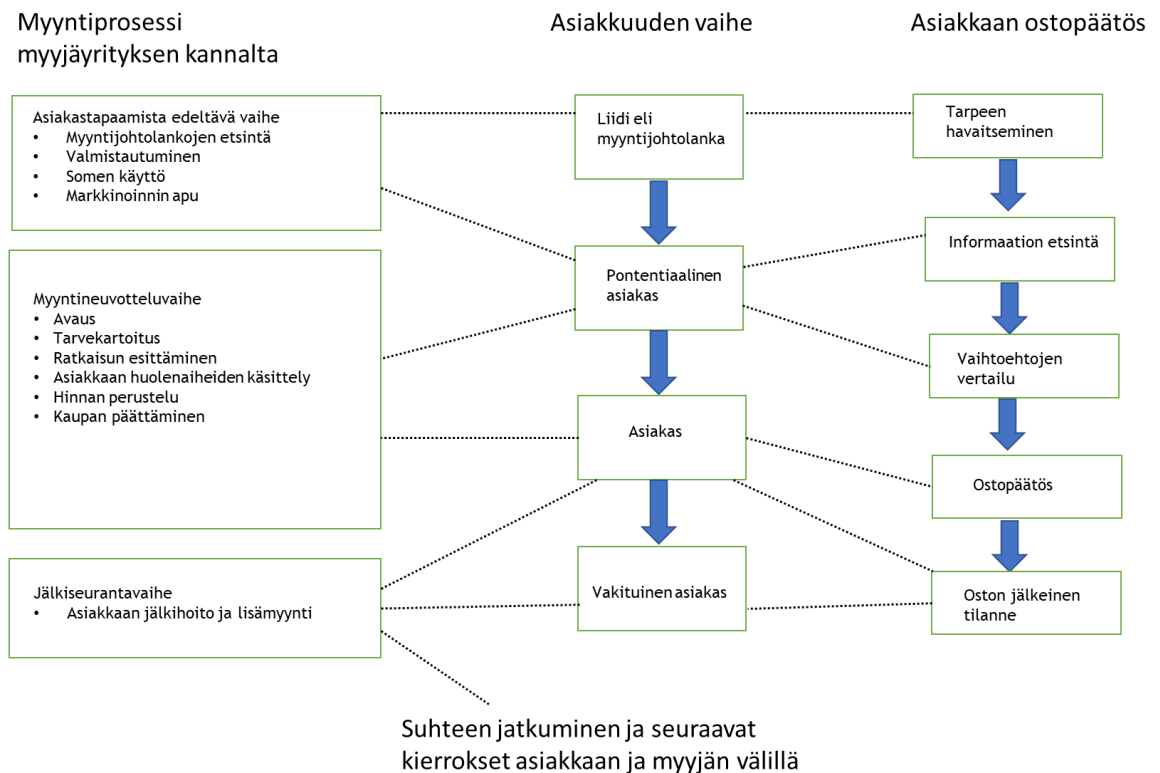 Myyntiprosessi
myyjäyrityksen kannalta
Asiakastapaamista edeltävä vaihe
• Myyntijohtolankojen etsintä
• Valmistautuminen
• Somen käyttö
• Markkinoinnin apu
Myyntineuvotteluvaihe
• Avaus
• Tarvekartoitus
• Ratkaisun esittäminen
• Asiakkaan huolenaiheiden käsittely
• Hinnan perustelu
• Kaupan päättäminen
Jälkiseurantavaihe
• Asiakkaan jälkihoito ja lisämyynti
Asiakkuuden vaihe
Liidi eli
myyntijohtolanka
Pontentiaalinen
asiakas
Asiakas
Vakituinen asiakas
Asiakkaan ostopäätös
Tarpeen
havaitseminen
Informaation etsintä
Vaihtoehtojen
vertailu
Ostopäätös
Oston jälkeinen
tilanne
Suhteen jatkuminen ja seuraavat
kierrokset asiakkaan ja myyjän välillä